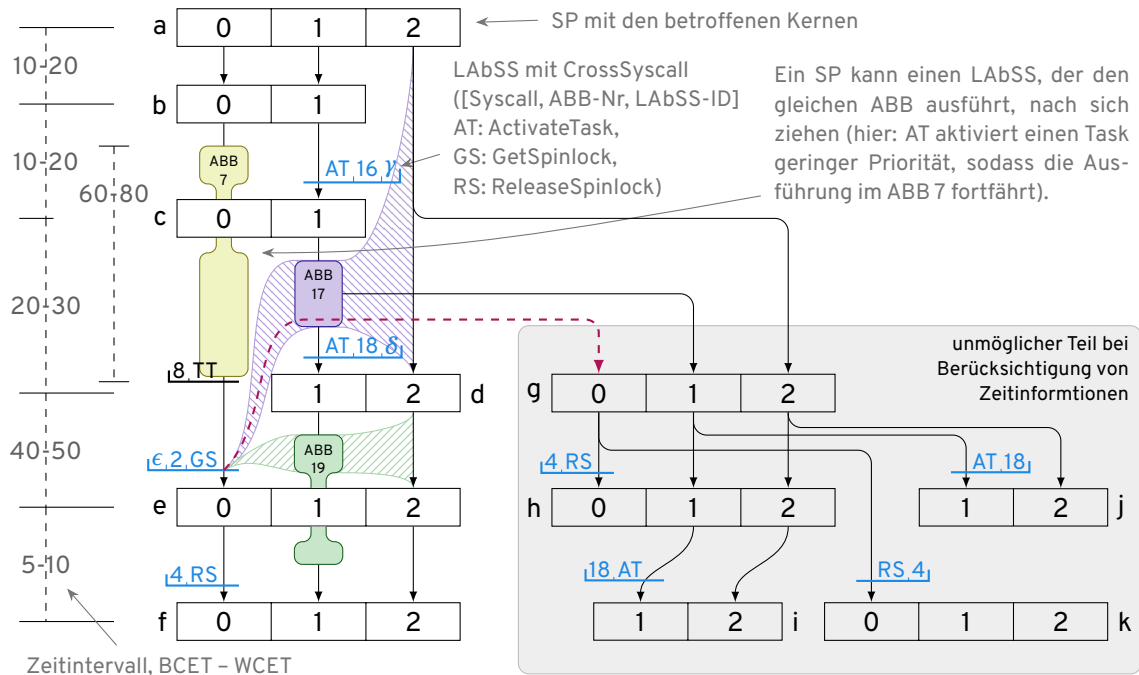 a 0 1 2
SP mit den betroffenen Kernen
10-20
LAbSS mit CrossSyscall
([Syscall, ABB-Nr, LAbSS-ID]
AT: ActivateTask,
GS: GetSpinlock,
RS: ReleaseSpinlock)
Ein SP kann einen LAbSS, der den
gleichen ABB ausführt, nach sich
ziehen (hier: AT aktiviert einen Task
geringer Priorität, sodass die Aus-
führung im ABB 7 fortfährt).
b 0 1
10-20
60-80
ABB
7
AT,16,γ
c 0 1
20-30
ABB
17
AT,18,δ
8,TT
unmöglicher Teil bei
Berücksichtigung von
Zeitinformtionen
1 2 d
g 0 1 2
40-50
ABB
19
ϵ,2,GS
4,RS
AT,18
e 0 1 2
h 0 1 2
1 2 j
5-10
4,RS
18,AT
RS,4
f 0 1 2
1 2 i
0 1 2 k
Zeitintervall, BCET – WCET